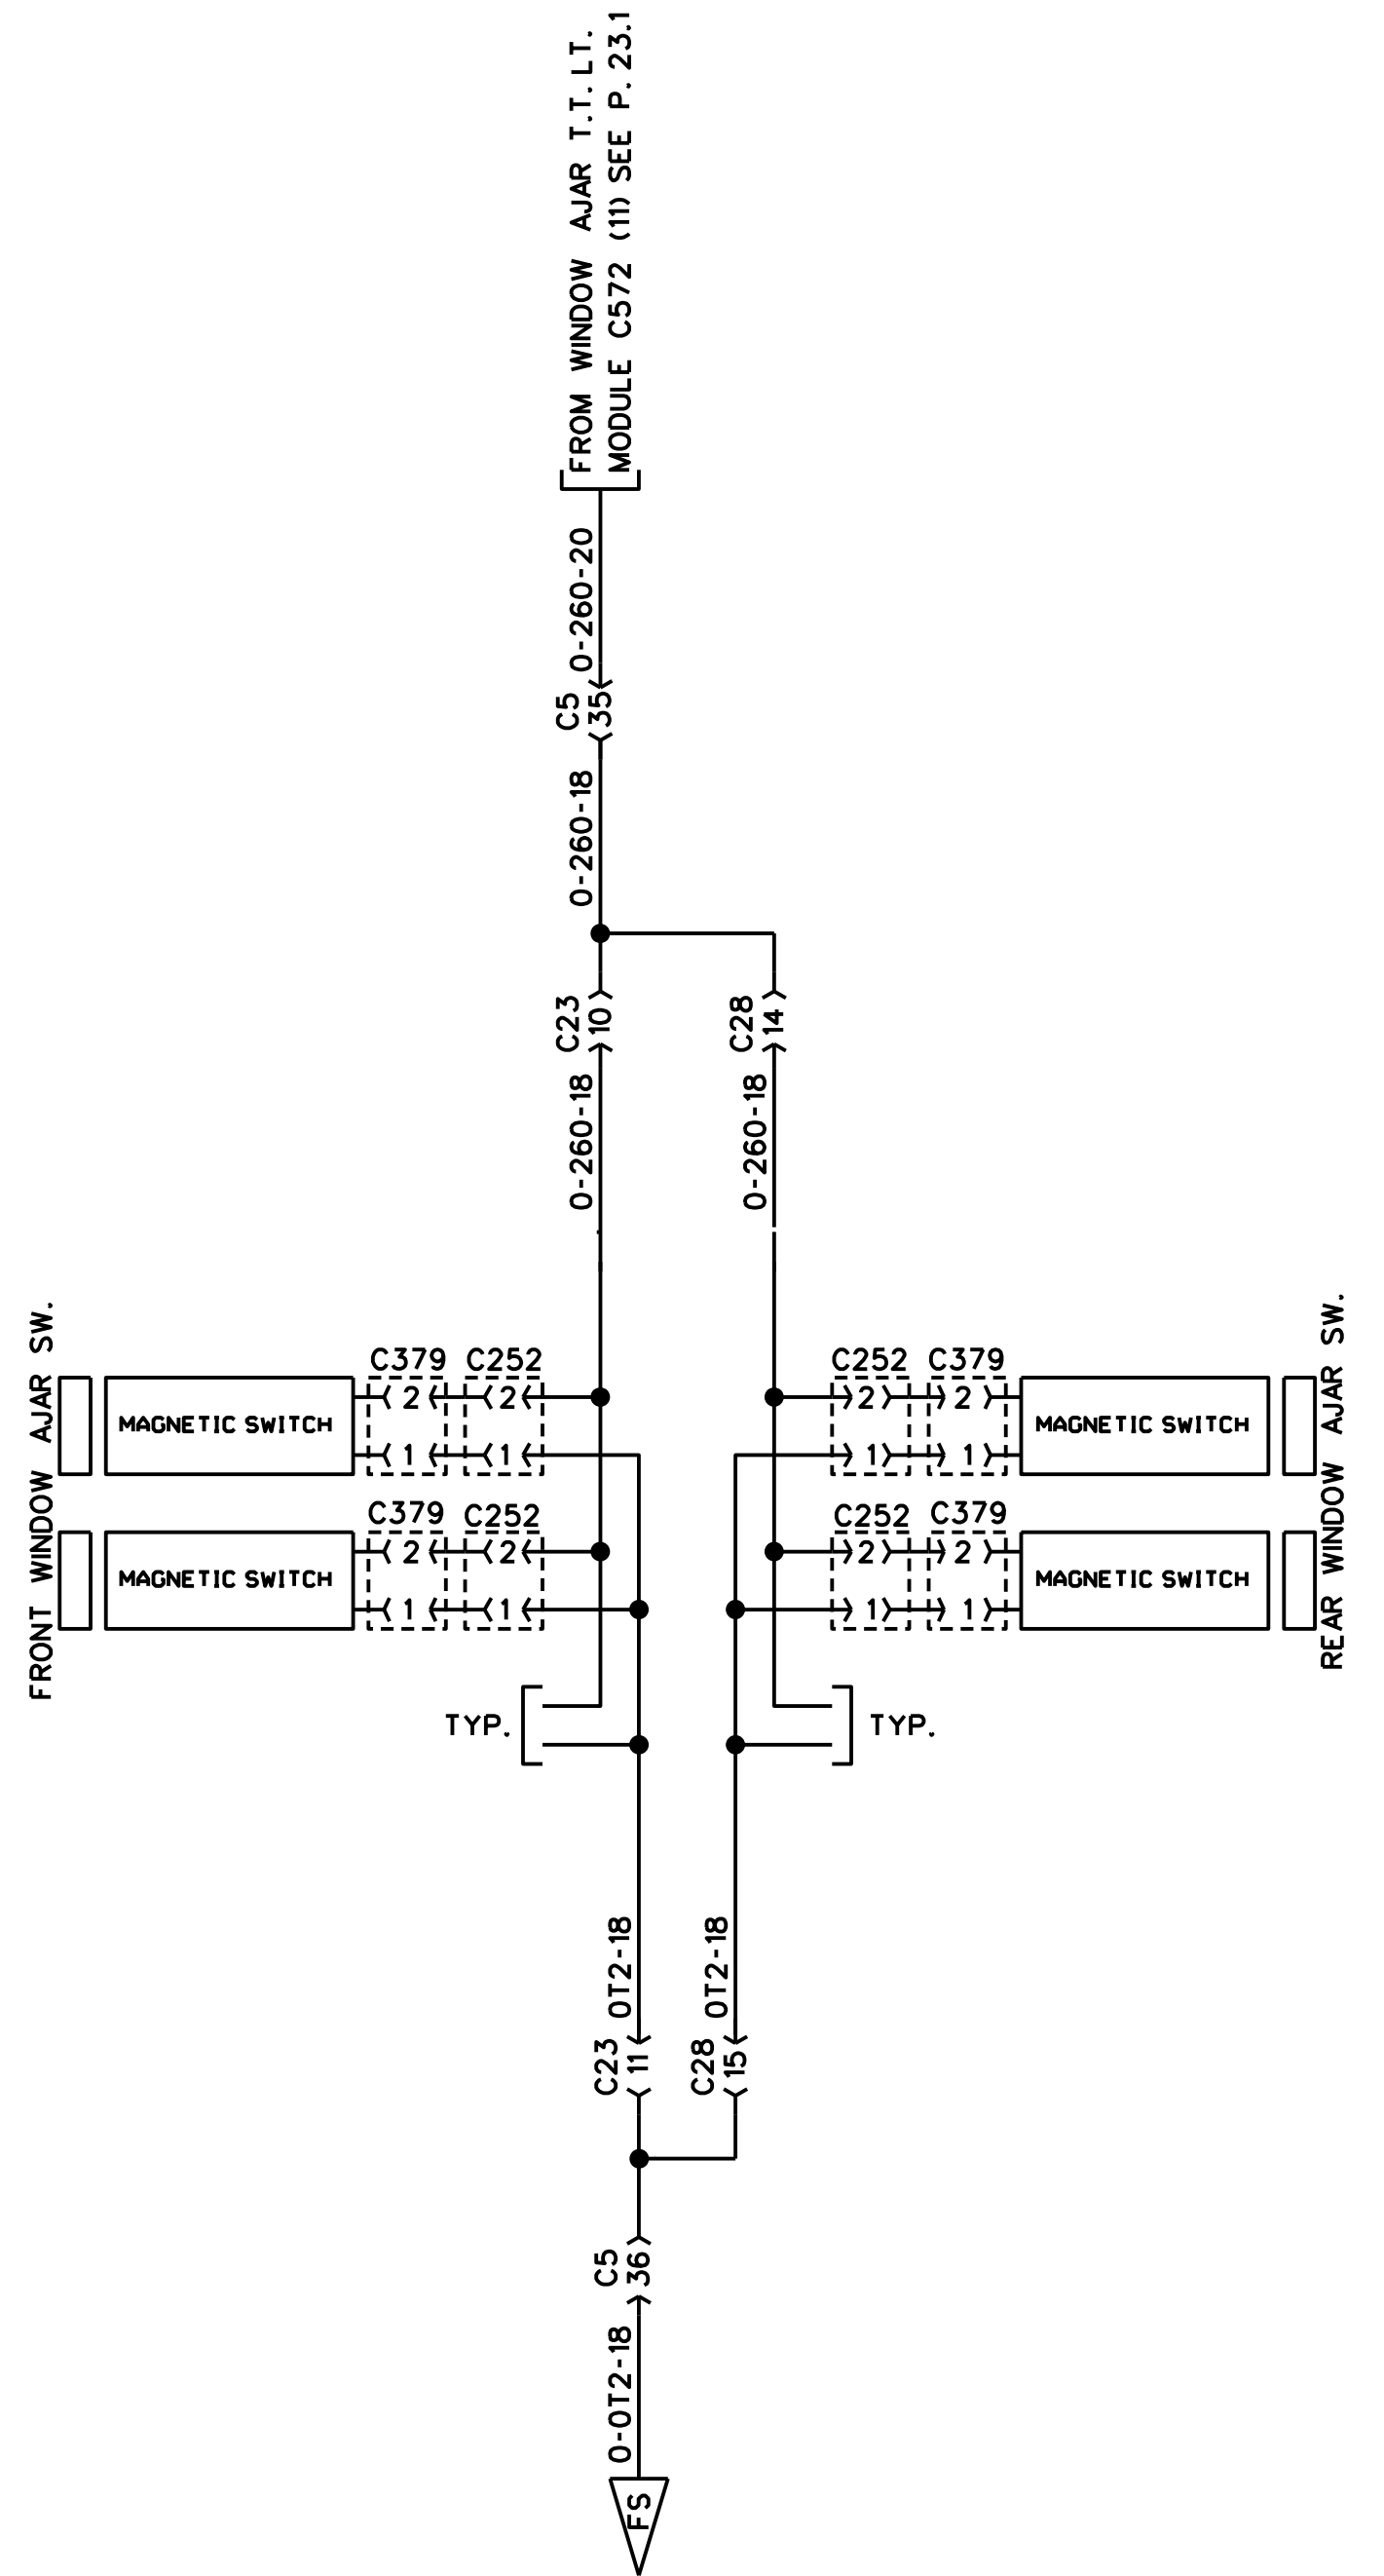 FROM WINDOW AJAR T.T. LT.
MODULE C572 (11) SEE P. 23.1
0-260-20
C5
35
0-260-18
C23
10
C28
14
0-260-18
0-260-18
FRONT WINDOW AJAR SW.
REAR WINDOW AJAR SW.
C379 C252
C252 C379
MAGNETIC SWITCH
2 2
2 2
MAGNETIC SWITCH
1 1
1 1
C379 C252
C252 C379
MAGNETIC SWITCH
2 2
2 2
MAGNETIC SWITCH
1 1
1 1
TYP.
TYP.
0T2-18
0T2-18
C23
11
C28
15
C5
36
0-0T2-18
FS